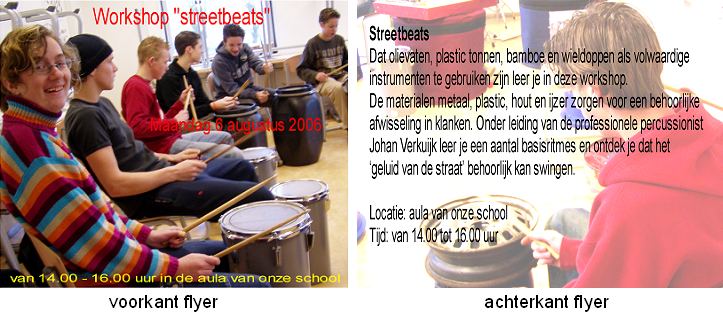 Workshop "streetbeats"
Maandag 6 augustus 2006
van 14.00 - 16.00 uur in de aula van onze school
voorkant flyer
Streetbeats
Dat olievaten, plastic tonnen, bamboe en wieldoppen als volwaardige
instrumenten te gebruiken zijn leer je in deze workshop.
De materialen metaal, plastic, hout en ijzer zorgen voor een behoorlijke
afwisseling in klanken. Onder leiding van de professionele percussionist
Johan Verkuijk leer je een aantal basisritmes en ontdek je dat het
‘geluid van de straat’ behoorlijk kan swingen.
Locatie: aula van onze school
Tijd: van 14.00 tot 16.00 uur
achterkant flyer